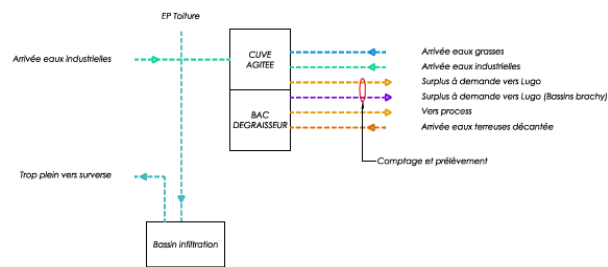 EP Toiture
Arrivée eaux industrielles
CUVE
AGITEE
Arrivée eaux grasses
Arrivée eaux industrielles
Surplus à demande vers Lugo
Surplus à demande vers Lugo (Bassins brachy)
Vers process
Arrivée eaux terreuses décantée
BAC
DEGRAISSEUR
Comptage et prélèvement
Trop plein vers surverse
Bassin infiltration